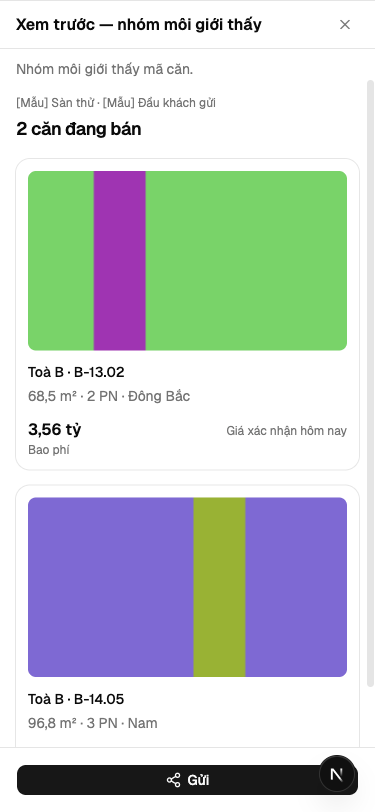 Xem trước — nhóm môi giới thấy
Nhóm môi giới thấy mã căn.
[Mẫu] Sàn thử · [Mẫu] Đầu khách gửi
2 căn đang bán
Toà B · B-13.02
68,5 m² · 2 PN · Đông Bắc
3,56 tỷ
Giá xác nhận hôm nay
Bao phí
Toà B · B-14.05
96,8 m² · 3 PN · Nam
Gửi
N